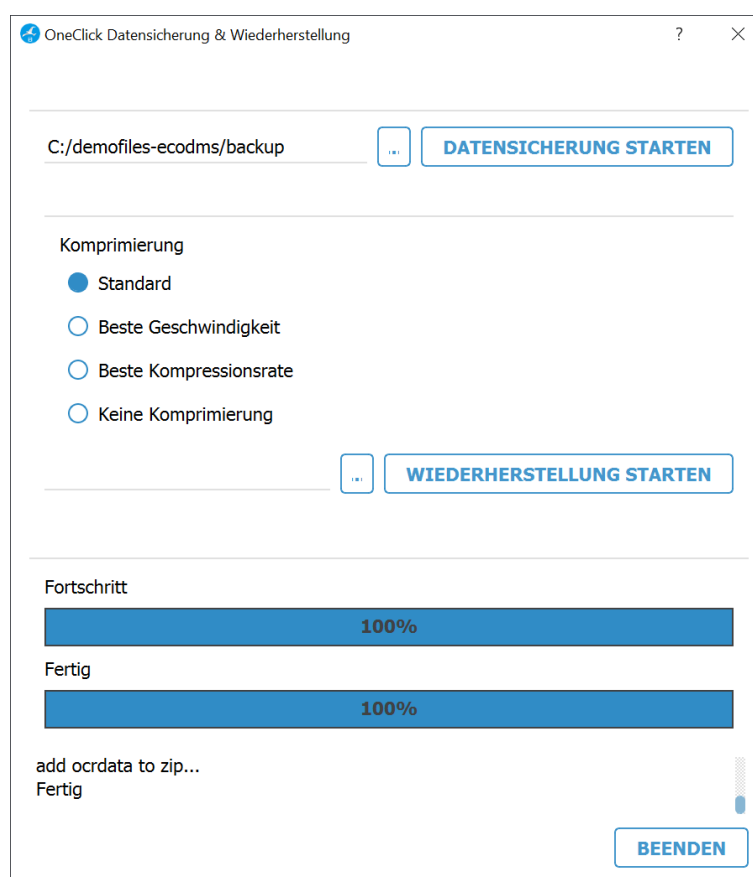 OneClick Datensicherung & Wiederherstellung ?
C:/demofiles-ecodms/backup ... DATENSICHERUNG STARTEN
Komprimierung
Standard
Beste Geschwindigkeit
Beste Kompressionsrate
Keine Komprimierung
... WIEDERHERSTELLUNG STARTEN
Fortschritt
100%
Fertig
100%
add ocrdata to zip...
Fertig
BEENDEN